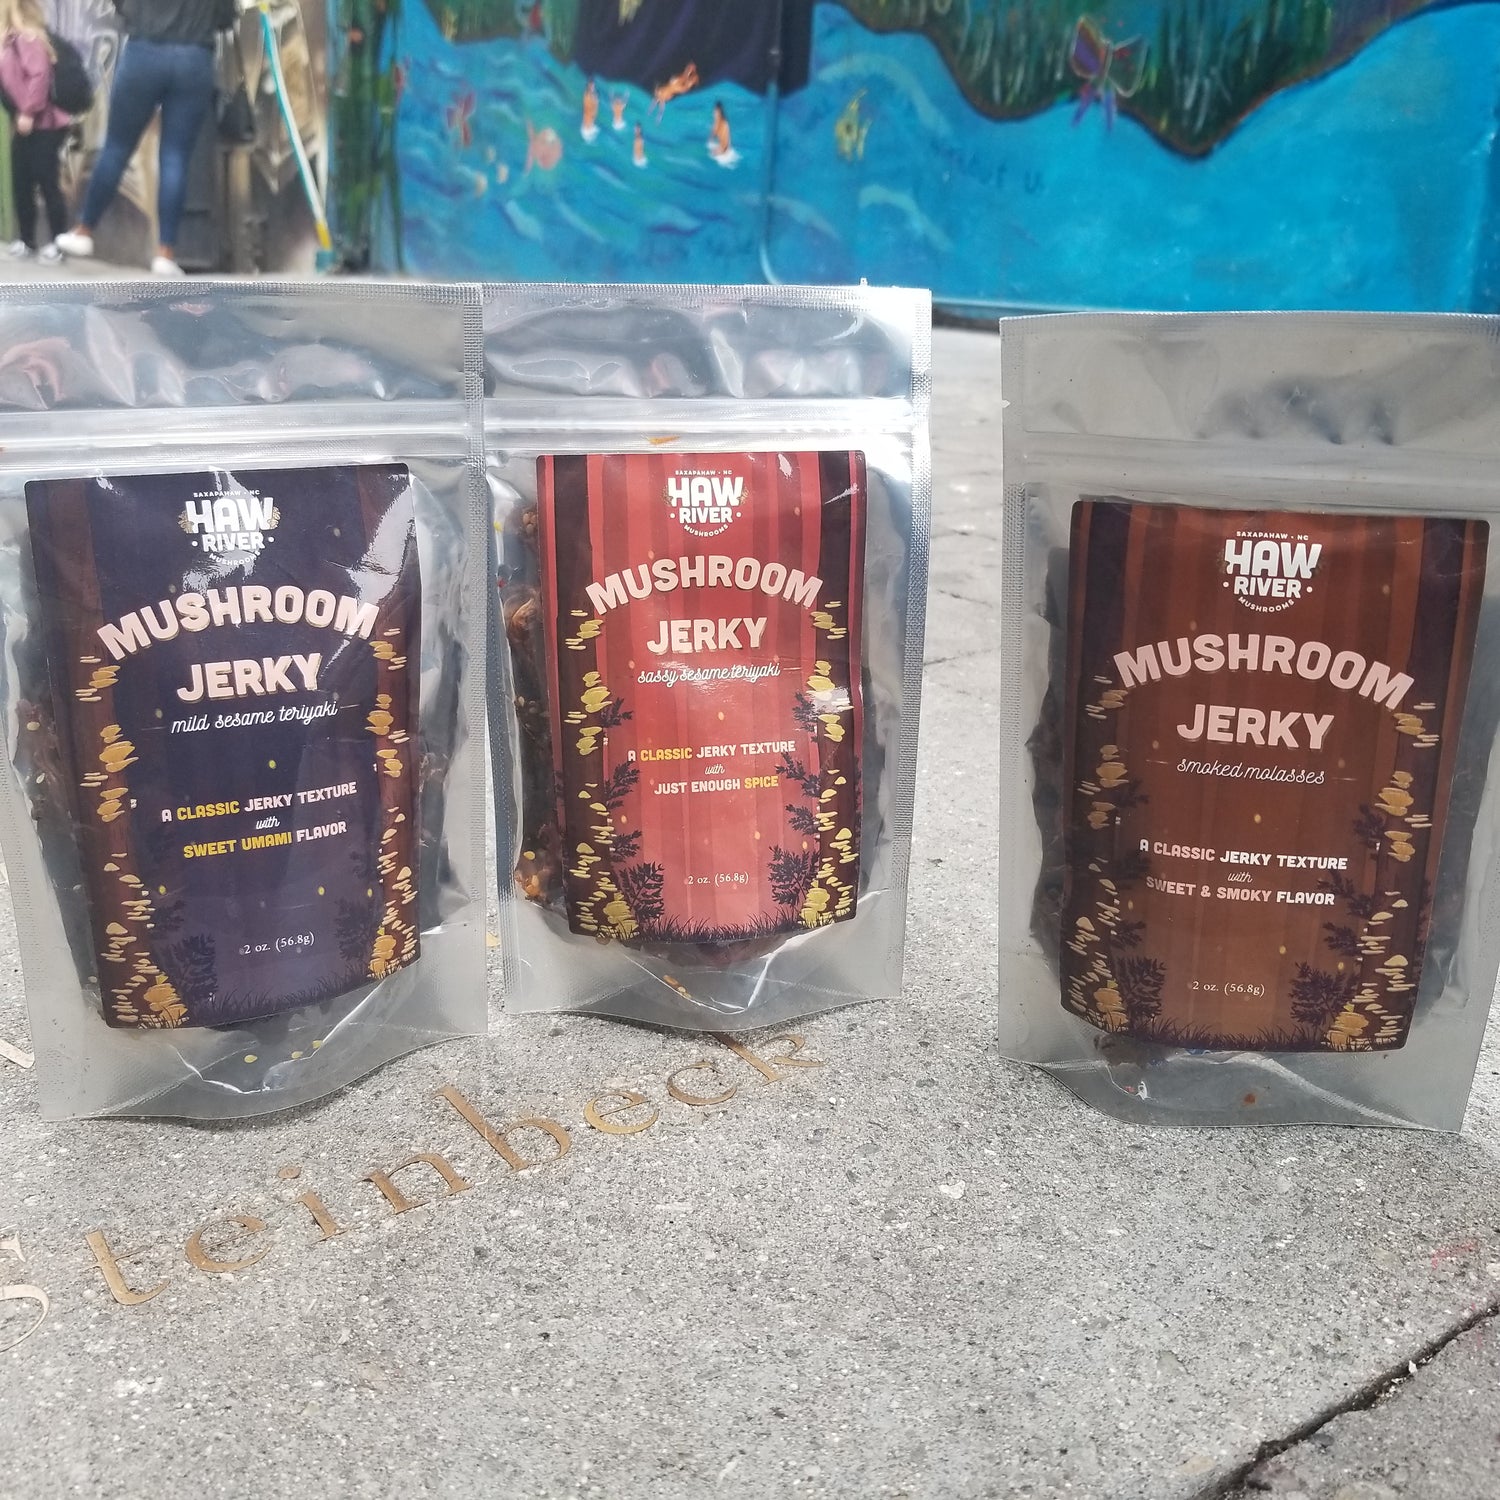 SAXAPAHAW • NC
HAW
• RIVER •
MUSHROOMS
MUSHROOM
JERKY
mild sesame teriyaki
A CLASSIC JERKY TEXTURE
with
SWEET UMAMI FLAVOR
2 oz. (56.8g)
SAXAPAHAW • NC
HAW
• RIVER •
MUSHROOMS
MUSHROOM
JERKY
sassy sesame teriyaki
A CLASSIC JERKY TEXTURE
with
JUST ENOUGH SPICE
2 oz. (56.8g)
SAXAPAHAW • NC
HAW
• RIVER •
MUSHROOMS
MUSHROOM
JERKY
smoked molasses
A CLASSIC JERKY TEXTURE
with
SWEET & SMOKY FLAVOR
2 oz. (56.8g)
Steinbeck